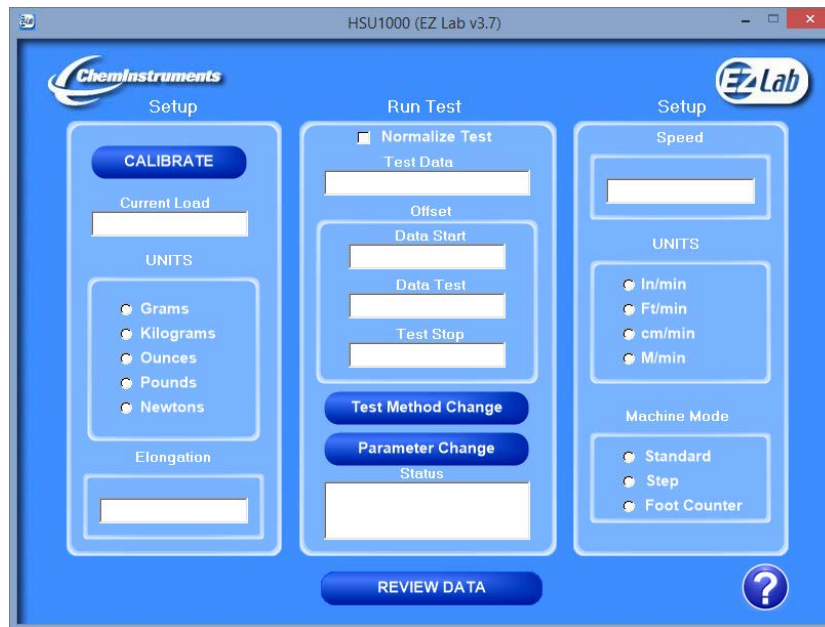 HSU1000 (EZ Lab v3.7)
ChemInstruments
EZ Lab
Setup
CALIBRATE
Current Load
UNITS
Grams
Kilograms
Ounces
Pounds
Newtons
Elongation
Run Test
Normalize Test
Test Data
Offset
Data Start
Data Test
Test Stop
Test Method Change
Parameter Change
Status
REVIEW DATA
Setup
Speed
UNITS
In/min
Ft/min
cm/min
M/min
Machine Mode
Standard
Step
Foot Counter
?